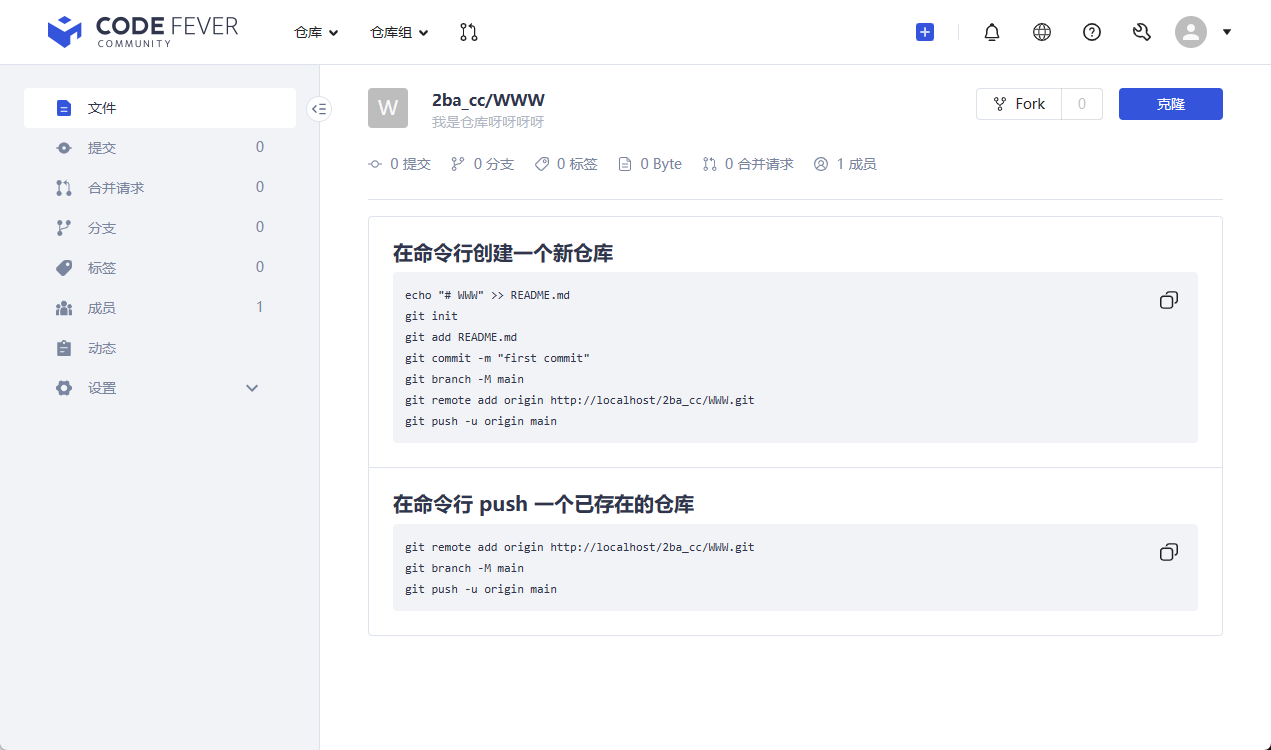 CODE FEVER
COMMUNITY
仓库
仓库组
文件
提交 0
合并请求 0
分支 0
标签 0
成员 1
动态
设置
W
2ba_cc/WWW
我是仓库呀呀呀呀
Fork 0
克隆
0 提交 0 分支 0 标签 0 Byte 0 合并请求 1 成员
在命令行创建一个新仓库
echo "# WWW" >> README.md
git init
git add README.md
git commit -m "first commit"
git branch -M main
git remote add origin http://localhost/2ba_cc/WWW.git
git push -u origin main
在命令行 push 一个已存在的仓库
git remote add origin http://localhost/2ba_cc/WWW.git
git branch -M main
git push -u origin main